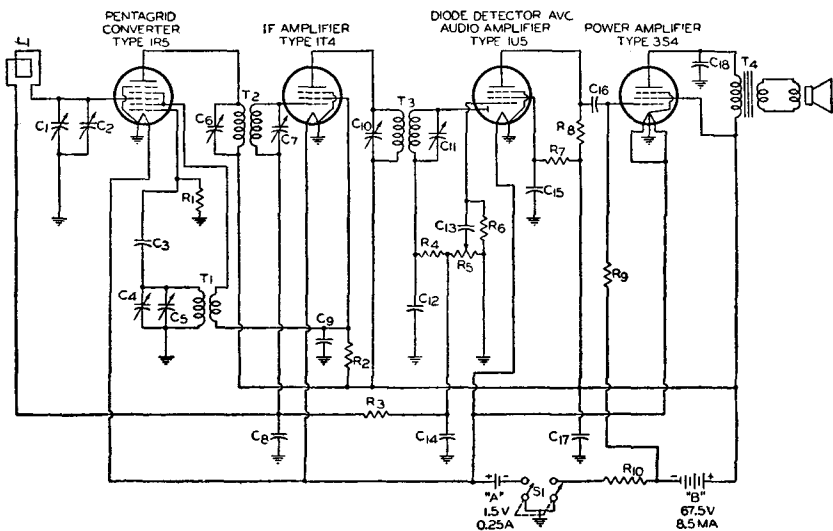 PENTAGRID
CONVERTER
TYPE 1R5
IF AMPLIFIER
TYPE 1T4
DIODE DETECTOR AVC
AUDIO AMPLIFIER
TYPE 1U5
POWER AMPLIFIER
TYPE 3S4
L
C1
C2
C6
T2
C7
C10
T3
C11
C16
C18
T4
R1
R8
R7
C15
C3
C13
R6
R4
R5
R9
T1
C4
C5
C12
C9
R2
R3
C8
C14
C17
R10
+ -
S1
- +
"A"
1.5 V
0.25 A
"B"
67.5 V
8.5 MA